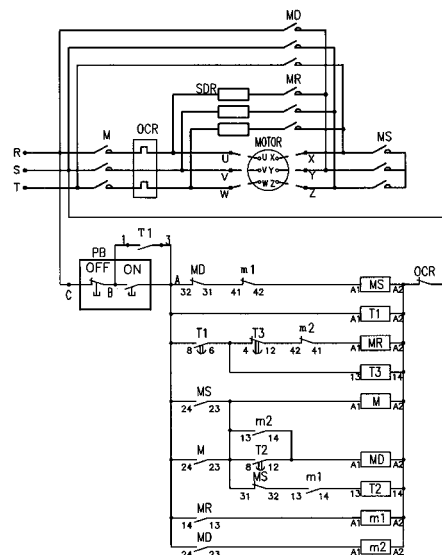 MD
SDR
MR
M OCR MOTOR MS
R U U X X
S V V Y Y
T W W Z Z
1 T1 3
PB
OFF ON A MD m1 MS OCR
C B 32 31 41 42 A1 A2
T1
A1 A2
T1 T3 m2 MR
8 6 4 12 42 41 A1 A2
T3
13 14
MS M
24 23 A1 A2
m2
13 14
M T2 MD
24 23 8 12 A1 A2
MS m1 T2
31 32 13 14 13 14
MR m1
14 13 A1 A2
MD m2
24 23 A1 A2